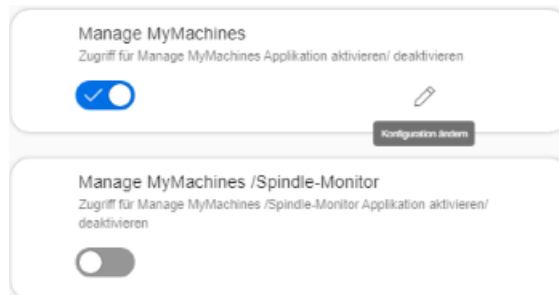 Manage MyMachines
Zugriff für Manage MyMachines Applikation aktivieren/ deaktivieren
Konfiguration ändern
Manage MyMachines /Spindle-Monitor
Zugriff für Manage MyMachines /Spindle-Monitor Applikation aktivieren/
deaktivieren